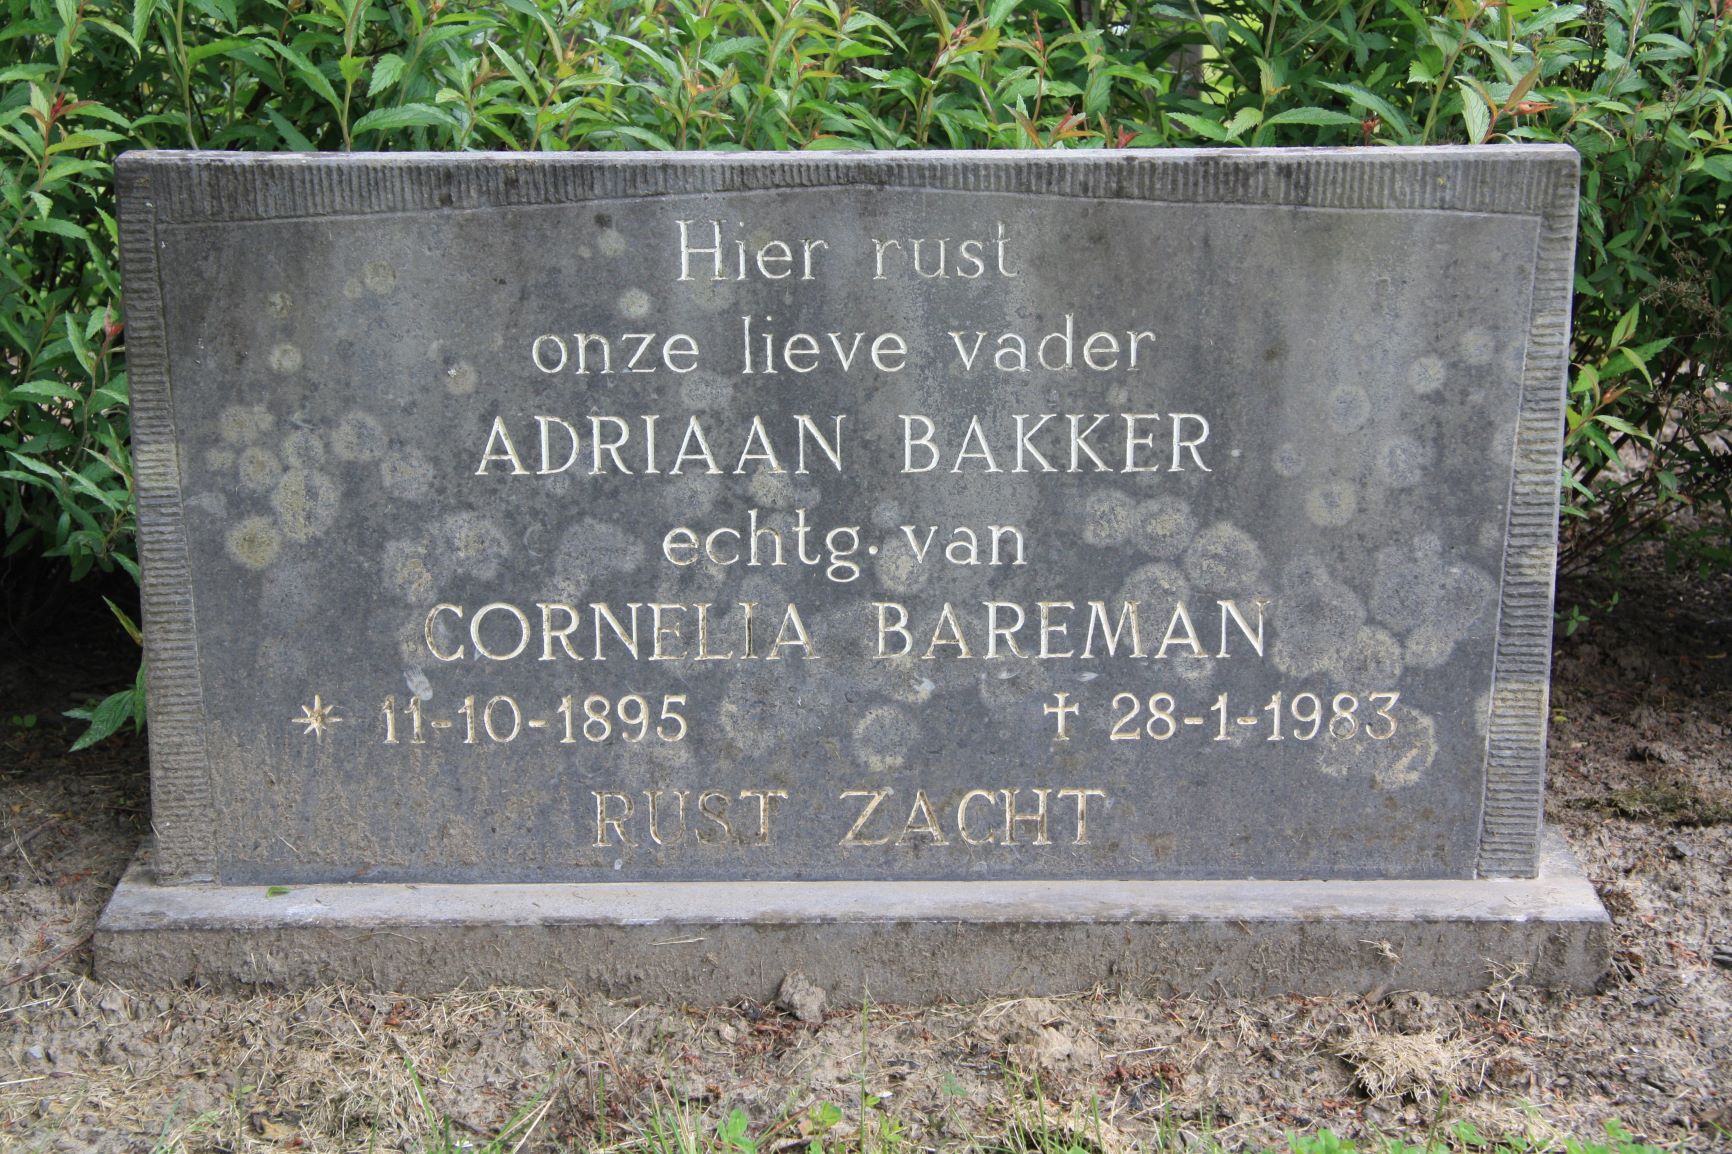 Hier rust
onze lieve vader
ADRIAAN BAKKER
echtg. van
CORNELIA BAREMAN
* 11-10-1895 † 28-1-1983
RUST ZACHT